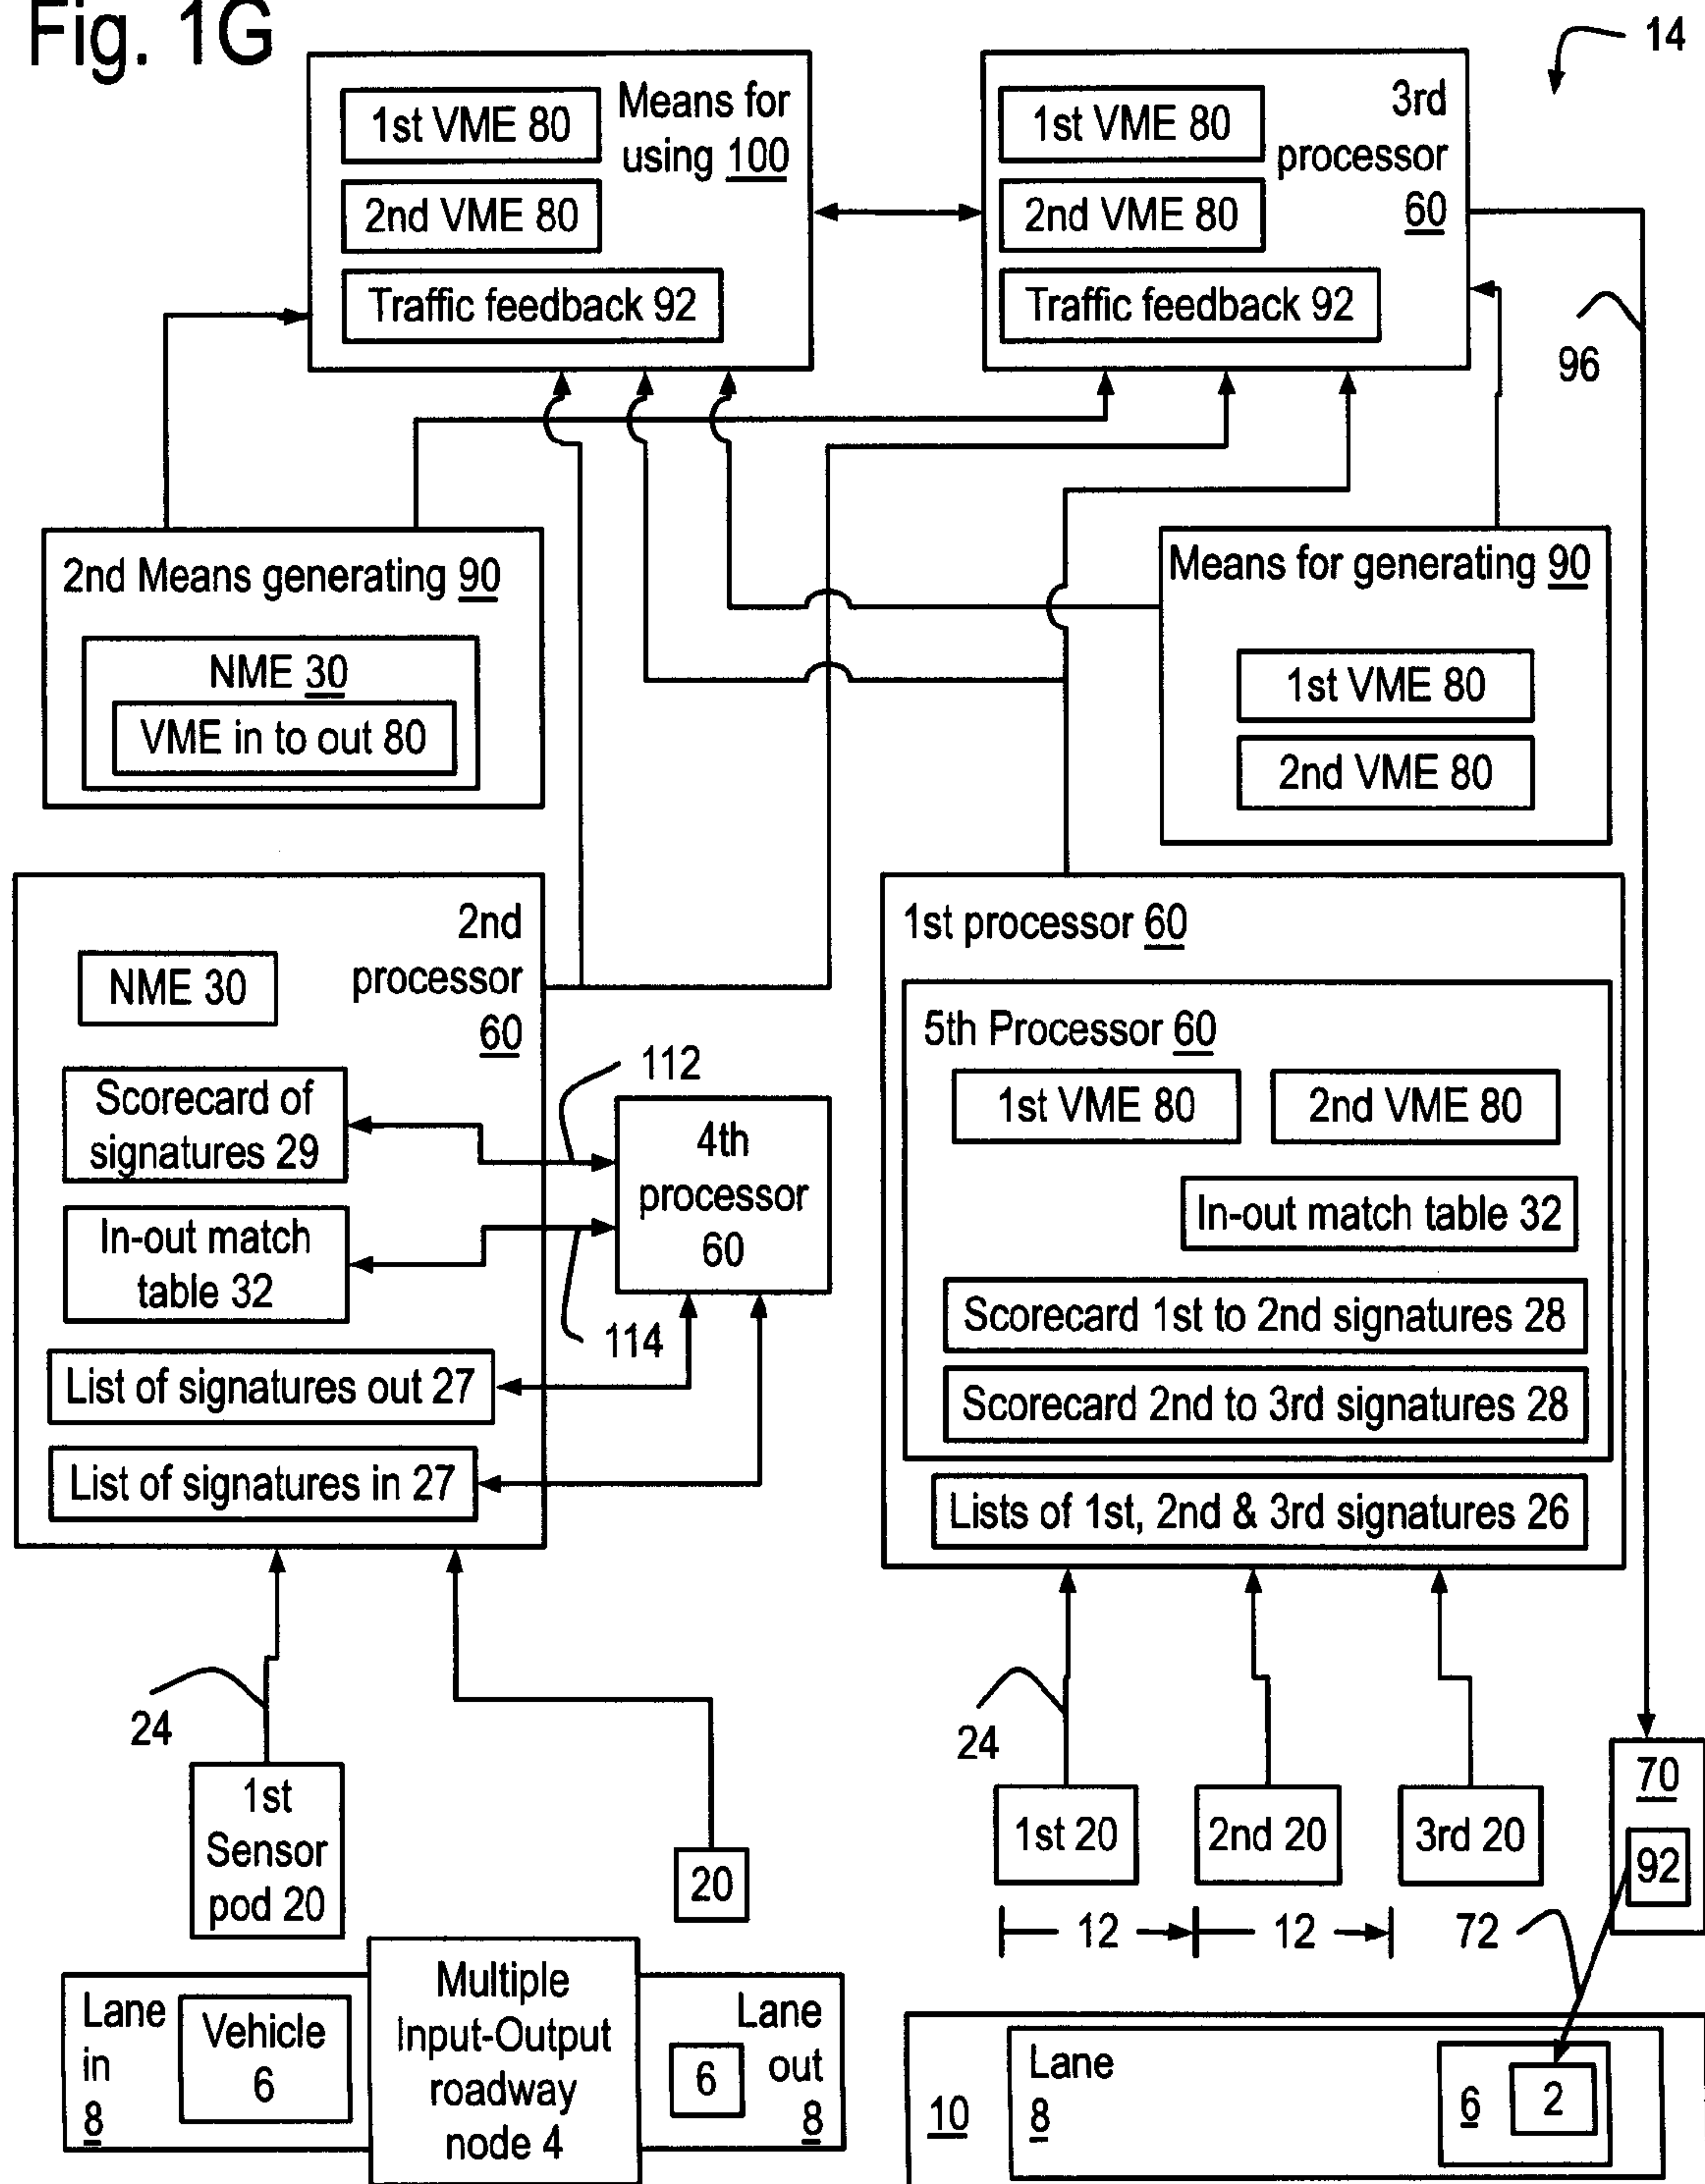 Fig. 1G
14
1st VME 80
Means for
using 100
2nd VME 80
Traffic feedback 92
1st VME 80
3rd
processor
60
2nd VME 80
Traffic feedback 92
96
2nd Means generating 90
NME 30
VME in to out 80
Means for generating 90
1st VME 80
2nd VME 80
2nd
processor
60
NME 30
Scorecard of
signatures 29
In-out match
table 32
List of signatures out 27
List of signatures in 27
112
4th
processor
60
114
1st processor 60
5th Processor 60
1st VME 80
2nd VME 80
In-out match table 32
Scorecard 1st to 2nd signatures 28
Scorecard 2nd to 3rd signatures 28
Lists of 1st, 2nd & 3rd signatures 26
24
1st
Sensor
pod 20
20
24
1st 20
2nd 20
3rd 20
70
92
12
12
72
Lane
in
8
Vehicle
6
Multiple
Input-Output
roadway
node 4
6
Lane
out
8
10
Lane
8
6
2